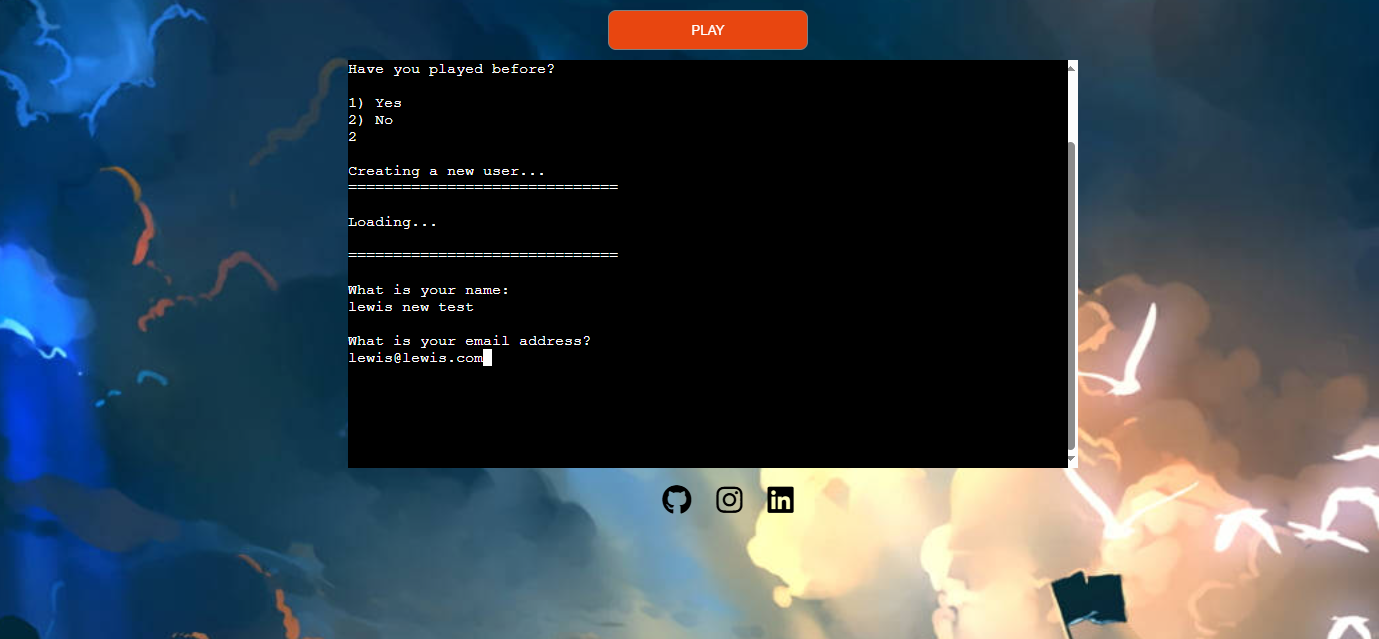 PLAY
Have you played before?
1) Yes
2) No
2
Creating a new user...
==============================
Loading...
==============================
What is your name:
lewis new test
What is your email address?
lewis@lewis.com
in